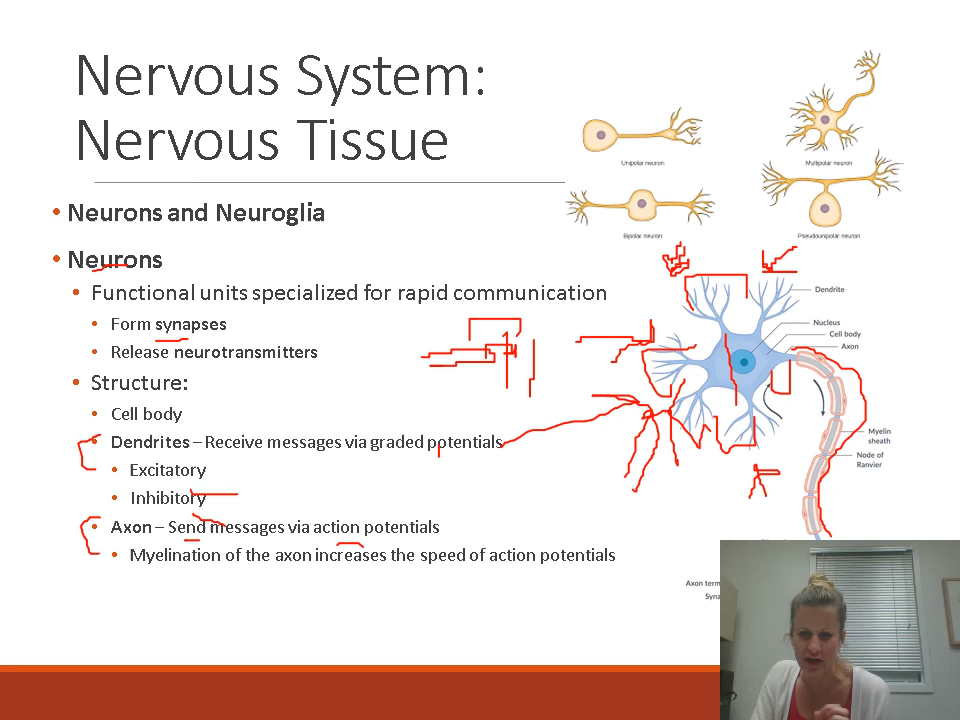 Nervous System:
Nervous Tissue
• Neurons and Neuroglia
• Neurons
• Functional units specialized for rapid communication
• Form synapses
• Release neurotransmitters
• Structure:
• Cell body
• Dendrites – Receive messages via graded potentials
• Excitatory
• Inhibitory
• Axon – Send messages via action potentials
• Myelination of the axon increases the speed of action potentials
Unipolar neuron
Multipolar neuron
Bipolar neuron
Pseudounipolar neuron
Dendrite
Nucleus
Cell body
Axon
Myelin
sheath
Node of
Ranvier
Axon term
Syna